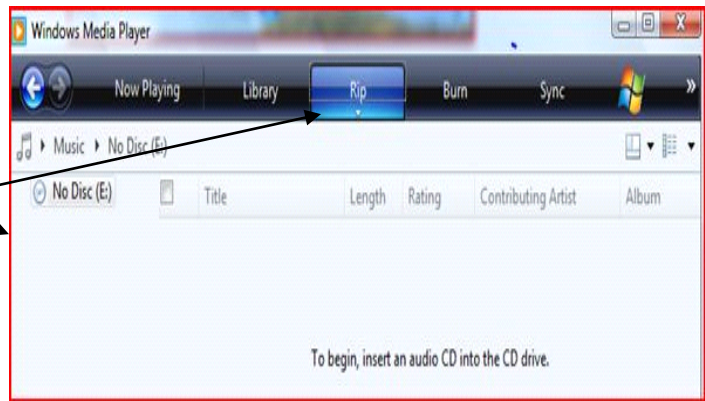 Windows Media Player
Now Playing Library Rip Burn Sync »
Music No Disc (E:)
No Disc (E:) Title Length Rating Contributing Artist Album
To begin, insert an audio CD into the CD drive.